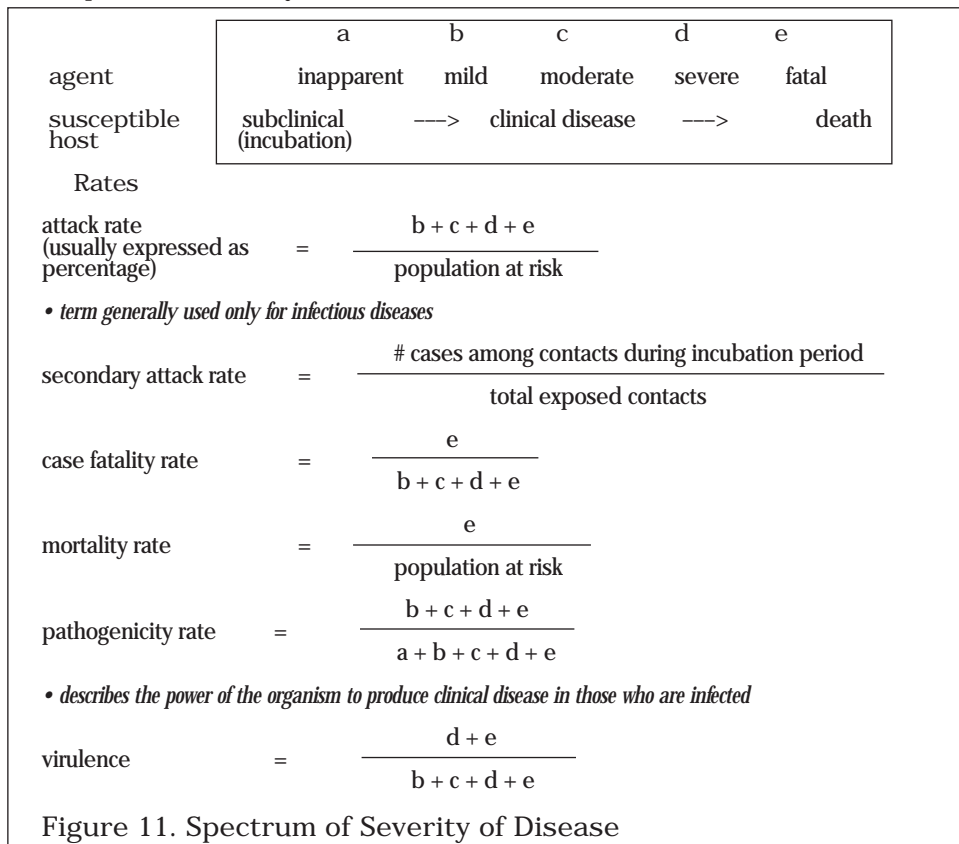 a b c d e
agent inapparent mild moderate severe fatal
susceptible host subclinical (incubation) ---> clinical disease ---> death
Rates
attack rate
(usually expressed as percentage) = b + c + d + e
population at risk
• term generally used only for infectious diseases
secondary attack rate = # cases among contacts during incubation period
total exposed contacts
case fatality rate = e
b + c + d + e
mortality rate = e
population at risk
pathogenicity rate = b + c + d + e
a + b + c + d + e
• describes the power of the organism to produce clinical disease in those who are infected
virulence = d + e
b + c + d + e
Figure 11. Spectrum of Severity of Disease